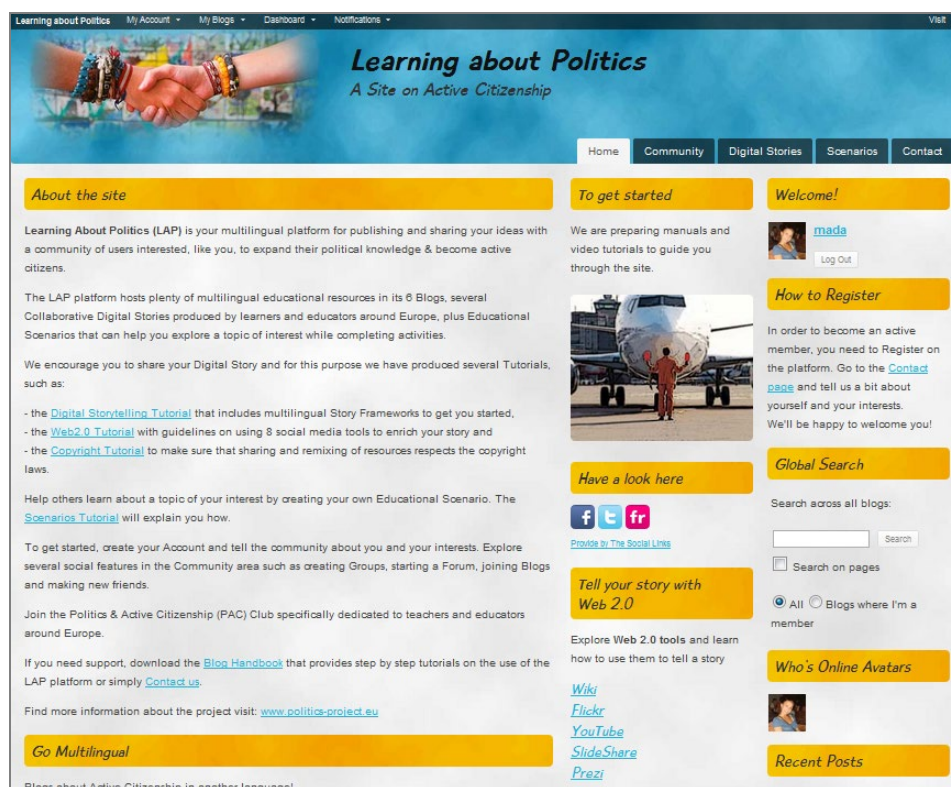 Learning about Politics My Account My Blogs Dashboard Notifications Visit
Learning about Politics
A Site on Active Citizenship
Home Community Digital Stories Scenarios Contact
About the site
Learning About Politics (LAP) is your multilingual platform for publishing and sharing your ideas with
a community of users interested, like you, to expand their political knowledge & become active
citizens.
The LAP platform hosts plenty of multilingual educational resources in its 6 Blogs, several
Collaborative Digital Stories produced by learners and educators around Europe, plus Educational
Scenarios that can help you explore a topic of interest while completing activities.
We encourage you to share your Digital Story and for this purpose we have produced several Tutorials,
such as:
- the Digital Storytelling Tutorial that includes multilingual Story Frameworks to get you started,
- the Web2.0 Tutorial with guidelines on using 8 social media tools to enrich your story and
- the Copyright Tutorial to make sure that sharing and remixing of resources respects the copyright
laws.
Help others learn about a topic of your interest by creating your own Educational Scenario. The
Scenarios Tutorial will explain you how.
To get started, create your Account and tell the community about you and your interests. Explore
several social features in the Community area such as creating Groups, starting a Forum, joining Blogs
and making new friends.
Join the Politics & Active Citizenship (PAC) Club specifically dedicated to teachers and educators
around Europe.
If you need support, download the Blog Handbook that provides step by step tutorials on the use of the
LAP platform or simply Contact us.
Find more information about the project visit: www.politics-project.eu
Go Multilingual
Blogs about Active Citizenship in another language!
To get started
We are preparing manuals and
video tutorials to guide you
through the site.
Have a look here
f t fr
Provide by The Social Links
Tell your story with
Web 2.0
Explore Web 2.0 tools and learn
how to use them to tell a story
Wiki
Flickr
YouTube
SlideShare
Prezi
Welcome!
mada
Log Out
How to Register
In order to become an active
member, you need to Register on
the platform. Go to the Contact
page and tell us a bit about
yourself and your interests.
We'll be happy to welcome you!
Global Search
Search across all blogs:
Search
Search on pages
All Blogs where I'm a
member
Who's Online Avatars
Recent Posts